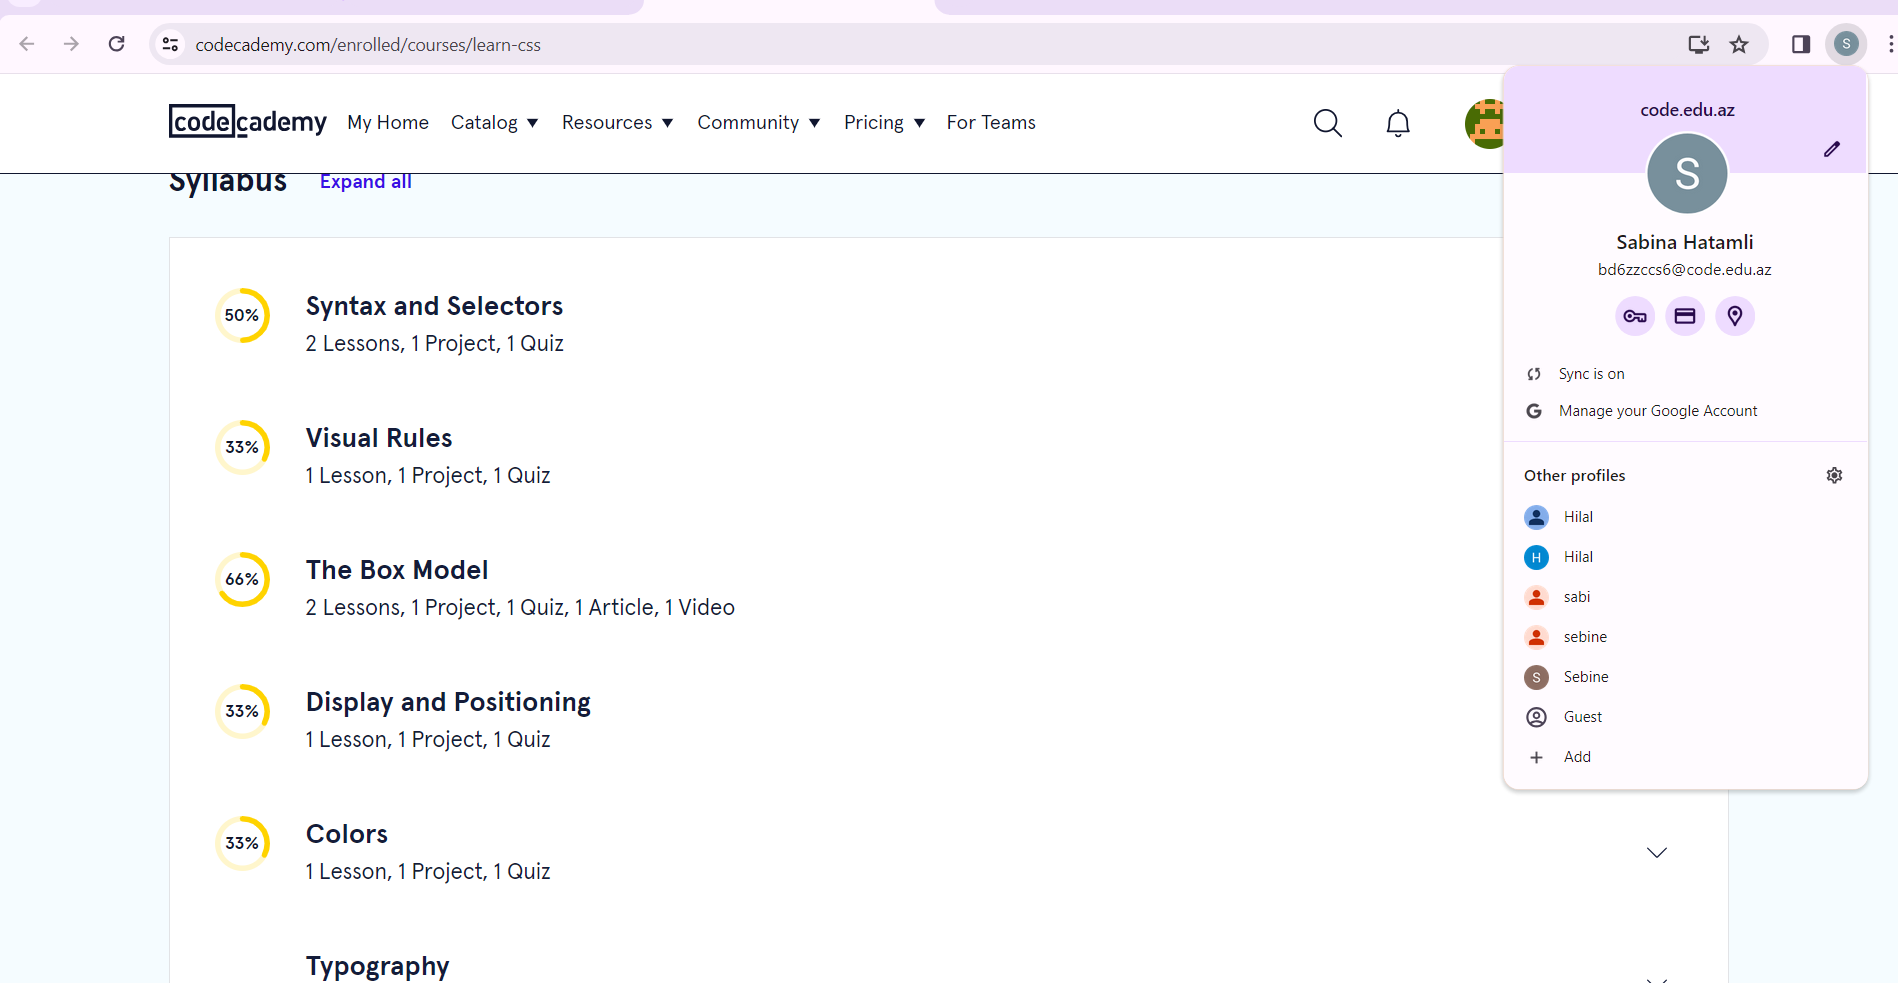 codecademy.com/enrolled/courses/learn-css
S
codecademy
My Home
Catalog
Resources
Community
Pricing
For Teams
Syllabus
Expand all
50%
Syntax and Selectors
2 Lessons, 1 Project, 1 Quiz
33%
Visual Rules
1 Lesson, 1 Project, 1 Quiz
66%
The Box Model
2 Lessons, 1 Project, 1 Quiz, 1 Article, 1 Video
33%
Display and Positioning
1 Lesson, 1 Project, 1 Quiz
33%
Colors
1 Lesson, 1 Project, 1 Quiz
Typography
code.edu.az
S
Sabina Hatamli
bd6zzccs6@code.edu.az
Sync is on
G Manage your Google Account
Other profiles
Hilal
H Hilal
sabi
sebine
S Sebine
Guest
+ Add